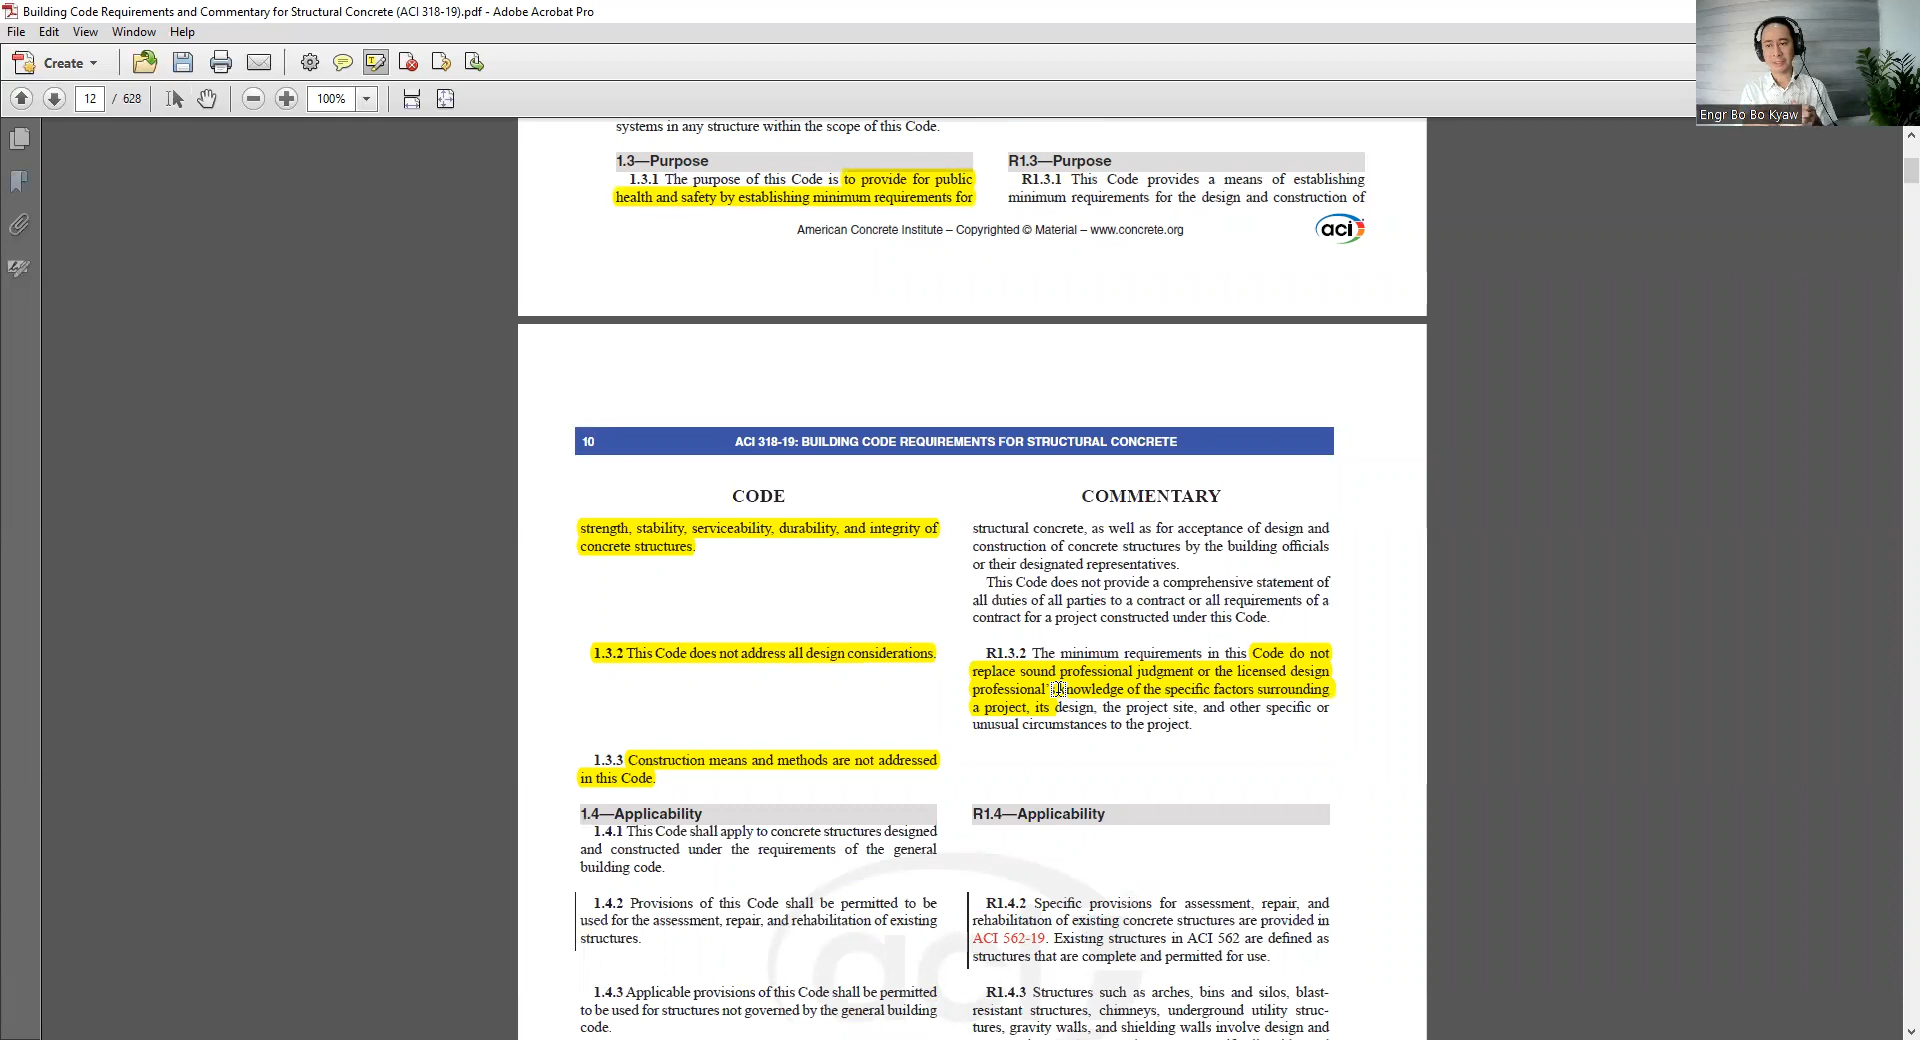 Building Code Requirements and Commentary for Structural Concrete (ACI 318-19).pdf - Adobe Acrobat Pro
File Edit View Window Help
Create
12 / 628 100%
Engr Bo Bo Kyaw
systems in any structure within the scope of this Code.
1.3—Purpose
1.3.1 The purpose of this Code is to provide for public
health and safety by establishing minimum requirements for
R1.3—Purpose
R1.3.1 This Code provides a means of establishing
minimum requirements for the design and construction of
American Concrete Institute – Copyrighted © Material – www.concrete.org
aci
10 ACI 318-19: BUILDING CODE REQUIREMENTS FOR STRUCTURAL CONCRETE
CODE
strength, stability, serviceability, durability, and integrity of
concrete structures.
1.3.2 This Code does not address all design considerations.
1.3.3 Construction means and methods are not addressed
in this Code.
1.4—Applicability
1.4.1 This Code shall apply to concrete structures designed
and constructed under the requirements of the general
building code.
1.4.2 Provisions of this Code shall be permitted to be
used for the assessment, repair, and rehabilitation of existing
structures.
1.4.3 Applicable provisions of this Code shall be permitted
to be used for structures not governed by the general building
code.
COMMENTARY
structural concrete, as well as for acceptance of design and
construction of concrete structures by the building officials
or their designated representatives.
This Code does not provide a comprehensive statement of
all duties of all parties to a contract or all requirements of a
contract for a project constructed under this Code.
R1.3.2 The minimum requirements in this Code do not
replace sound professional judgment or the licensed design
professional's knowledge of the specific factors surrounding
a project, its design, the project site, and other specific or
unusual circumstances to the project.
R1.4—Applicability
R1.4.2 Specific provisions for assessment, repair, and
rehabilitation of existing concrete structures are provided in
ACI 562-19. Existing structures in ACI 562 are defined as
structures that are complete and permitted for use.
R1.4.3 Structures such as arches, bins and silos, blast-
resistant structures, chimneys, underground utility struc-
tures, gravity walls, and shielding walls involve design and
aci